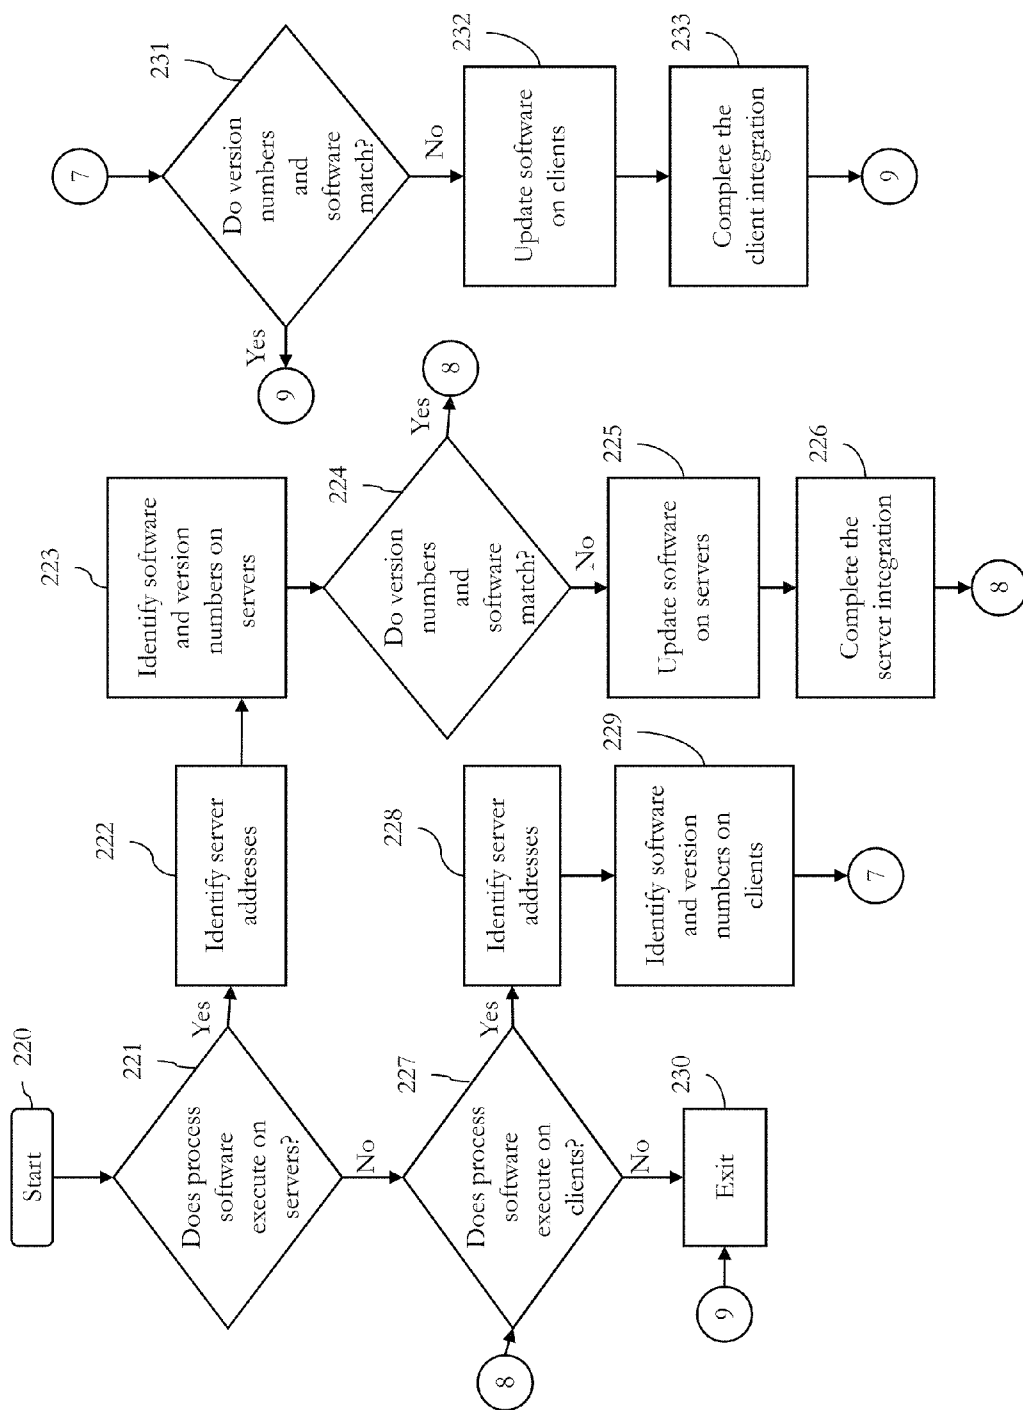 220
Start
221
Does process
software
execute on
servers?
Yes
No
222
Identify server
addresses
223
Identify software
and version
numbers on
servers
224
Do version
numbers
and
software
match?
Yes
8
No
225
Update software
on servers
226
Complete the
server integration
8
8
227
Does process
software
execute on
clients?
Yes
No
228
Identify server
addresses
229
Identify software
and version
numbers on
clients
7
9
230
Exit
7
231
Do version
numbers
and
software
match?
Yes
9
No
232
Update software
on clients
233
Complete the
client integration
9